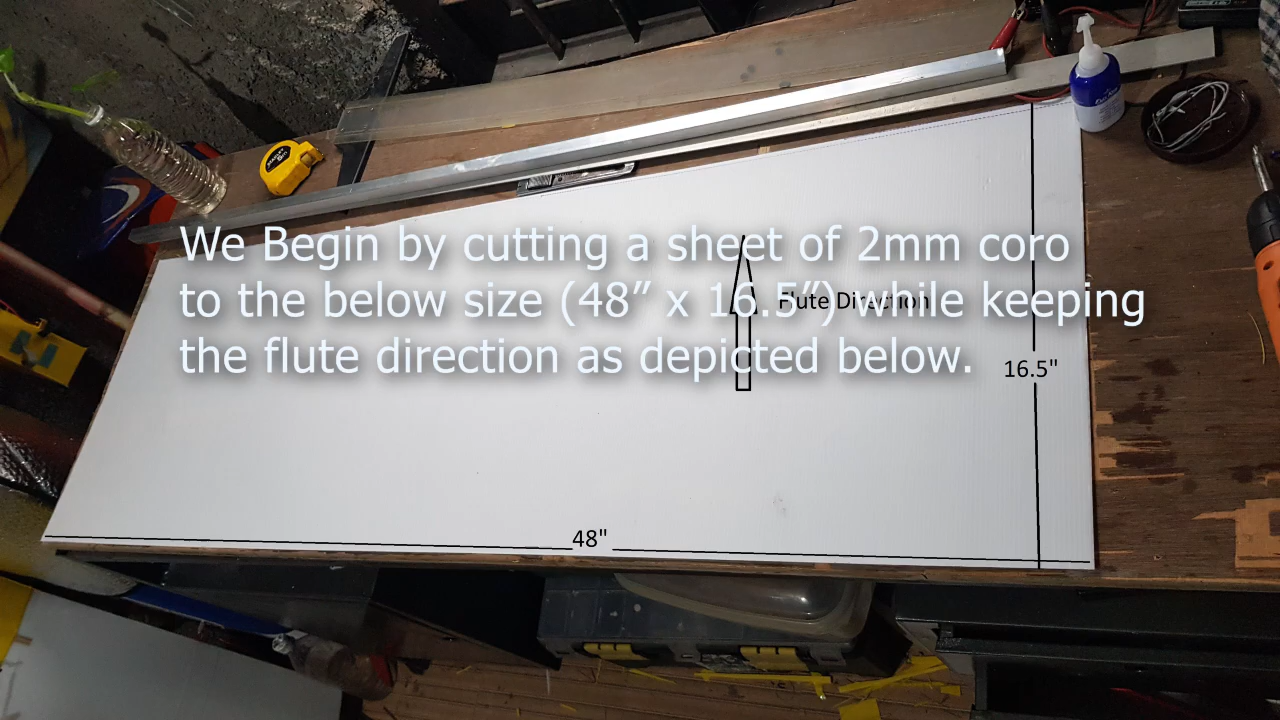 We Begin by cutting a sheet of 2mm coro
to the below size (48” x 16.5”) while keeping
the flute direction as depicted below.
Flute Direction
16.5"
48"